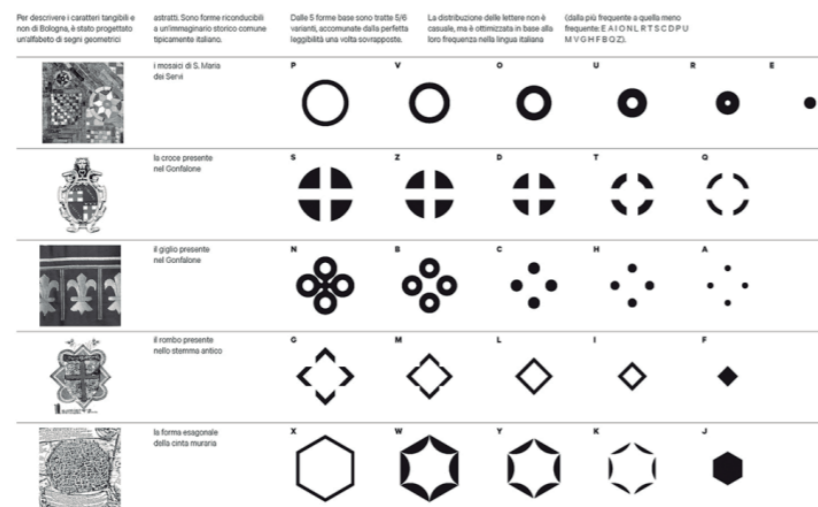 Per descrivere i caratteri tangibili e
non di Bologna, è stato progettato
un'alfabeto di segni geometrici
astratti. Sono forme riconducibili
a un'immaginario storico comune
tipicamente italiano.
Dalle 5 forme base sono tratte 5/6
varianti, accomunate dalla perfetta
leggibilità una volta sovrapposte.
La distribuzione delle lettere non è
casuale, ma è ottimizzata in base alla
loro frequenza nella lingua italiana
(dalla più frequente a quella meno
frequente: E A I O N L R T S C D P U
M V G H F B Q Z).
i mosaici di S. Maria
dei Servi
P V O U R E
la croce presente
nel Gonfalone
S Z D T Q
il giglio presente
nel Gonfalone
N B C H A
il rombo presente
nello stemma antico
G M L I F
la forma esagonale
della cinta muraria
X W Y K J